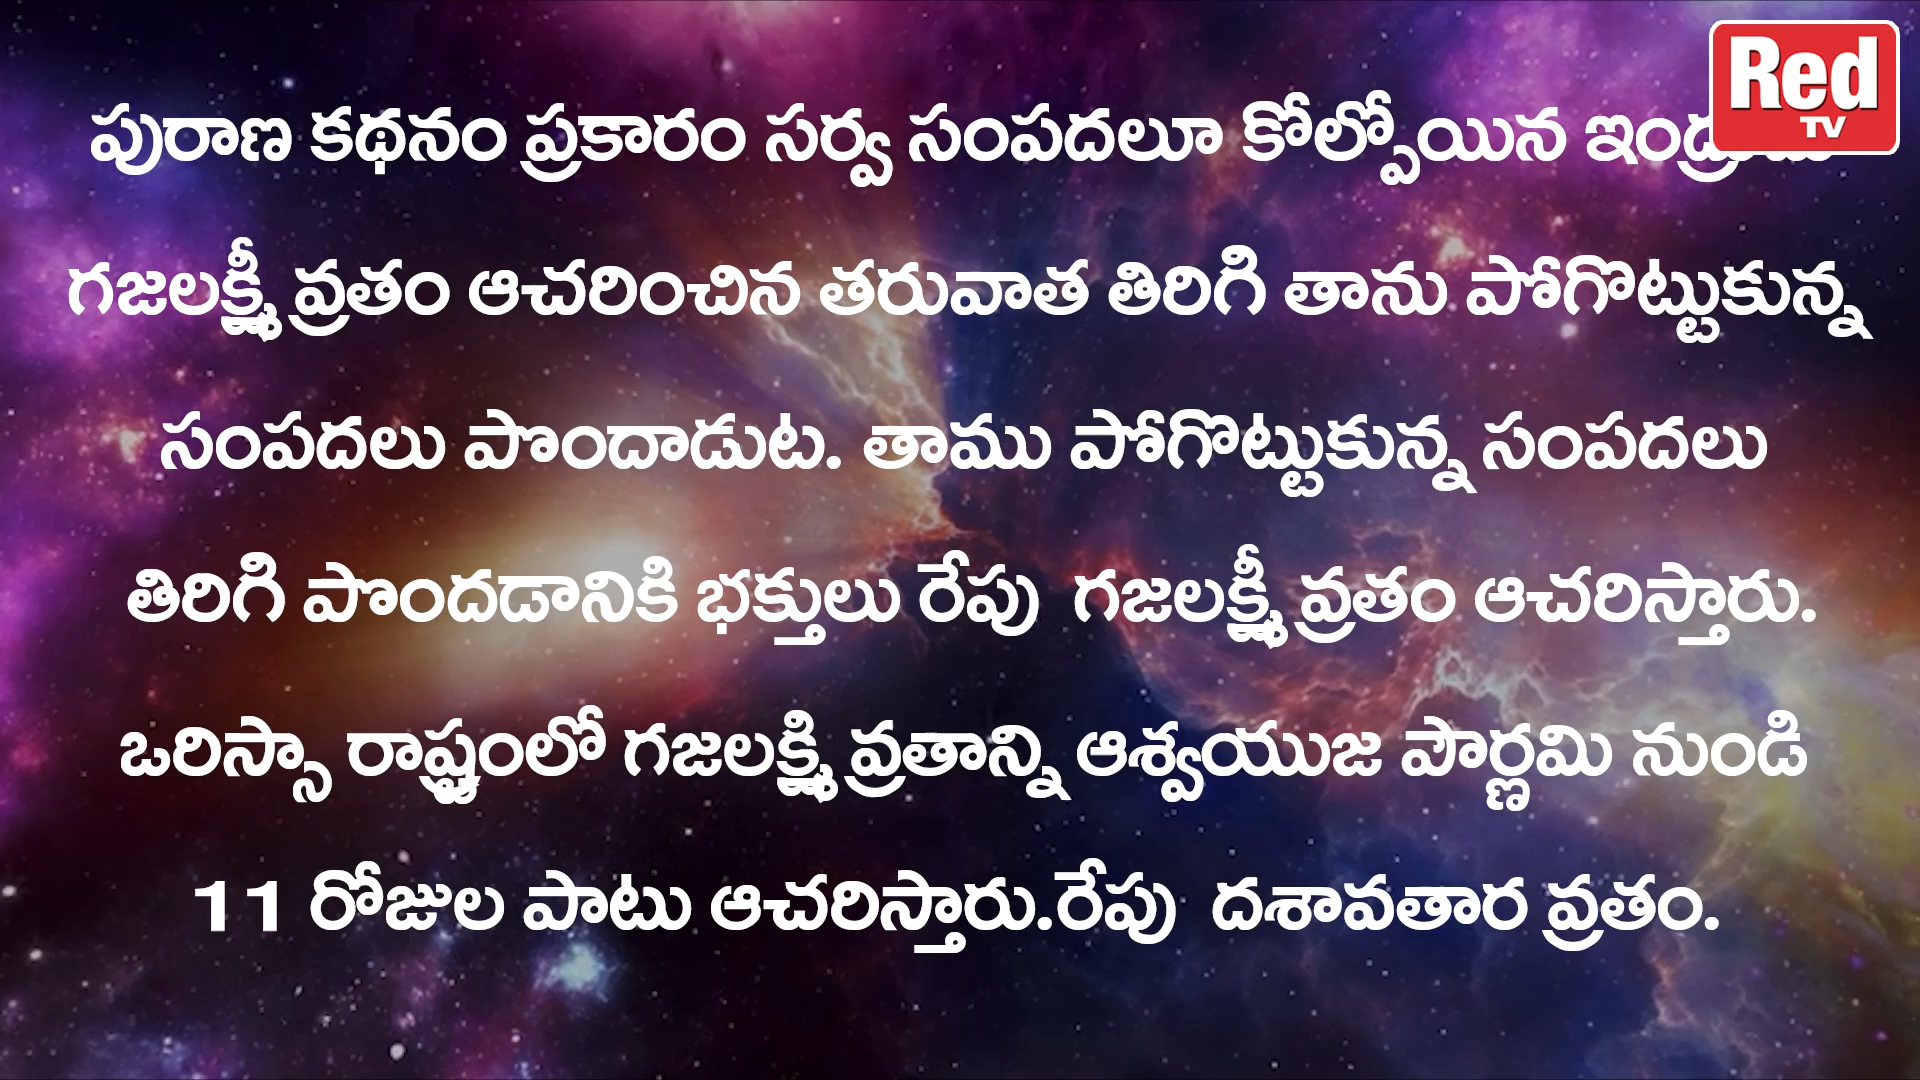 Red
TV
పురాణ కథనం ప్రకారం సర్వ సంపదలూ కోల్పోయిన
గజలక్ష్మీ వ్రతం ఆచరించిన తరువాత తిరిగి తాను పోగొట్టుకున్న
సంపదలు పొందాడుట. తాము పోగొట్టుకున్న సంపదలు
తిరిగి పొందడానికి భక్తులు రేపు గజలక్ష్మీ వ్రతం ఆచరిస్తారు.
ఒరిస్సా రాష్ట్రంలో గజలక్ష్మి వ్రతాన్ని ఆశ్వయుజ పౌర్ణమి నుండి
11 రోజుల పాటు ఆచరిస్తారు.రేపు దశావతార వ్రతం.